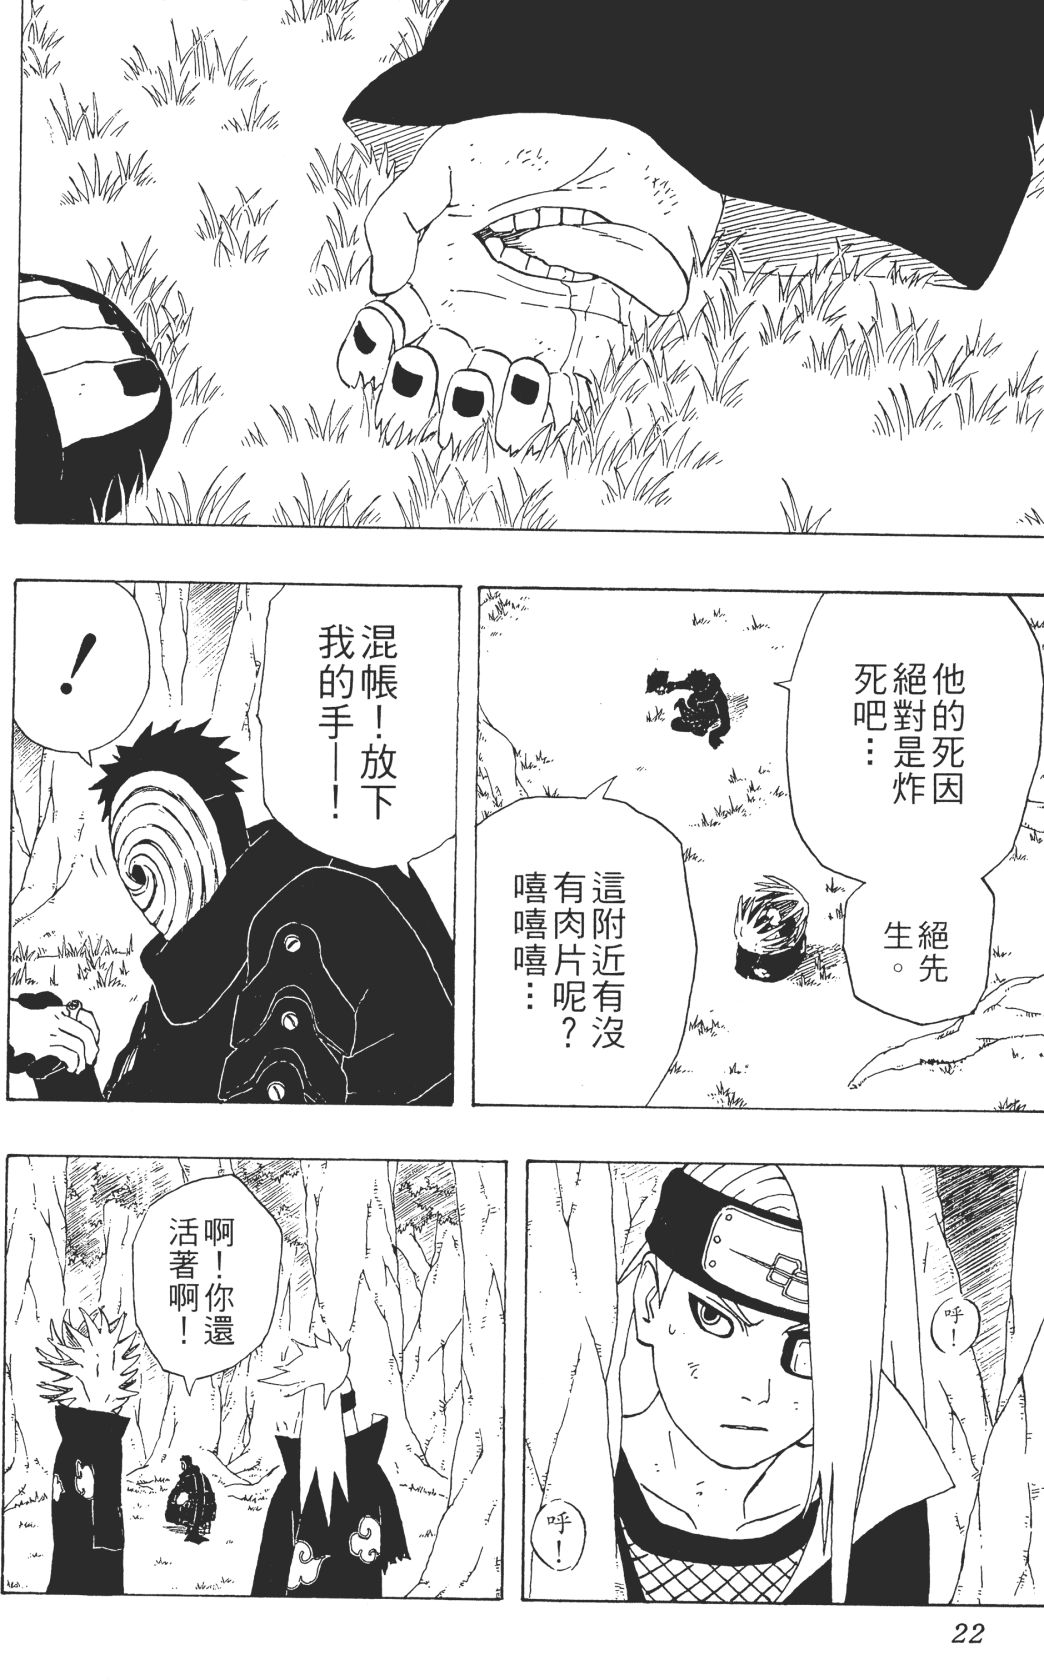 他的死因
絕對是炸
死吧…
絕先
生。
這附近有沒
有肉片呢？
嘻嘻嘻…
混帳！放下
我的手—！
！
呼！
呼！
啊！你還
活著啊！
22